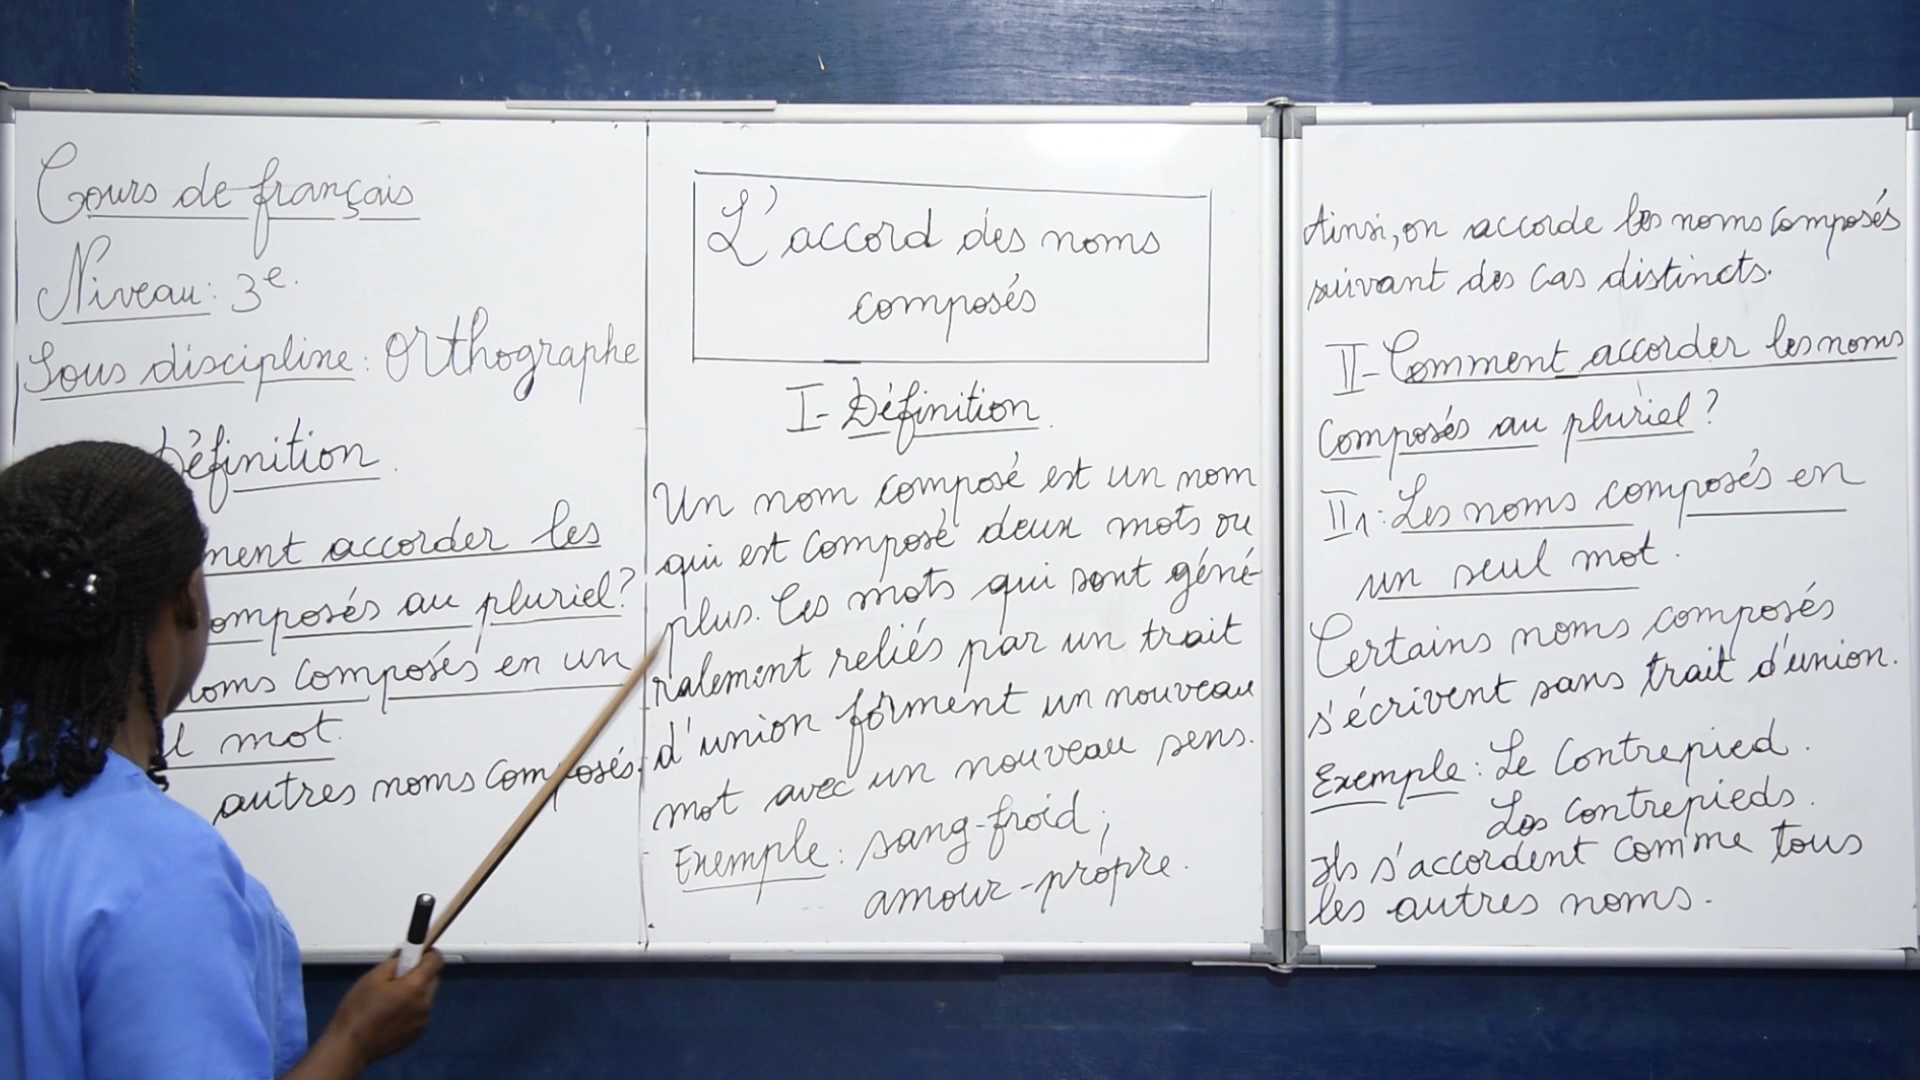 Cours de français
Niveau: 3e.
Sous discipline: Orthographe
Définition.
ment accorder les
omposés au pluriel?
noms composés en un
l mot.
autres noms composés.
L'accord des noms
composés
I- Définition.
Un nom composé est un nom
qui est composé deux mots ou
plus. Ces mots qui sont géné-
ralement reliés par un trait
d'union forment un nouveau
mot avec un nouveau sens.
Exemple: sang-froid;
amour-propre.
Ainsi, on accorde les noms composés
suivant des cas distincts.
II- Comment accorder les noms
composés au pluriel?
II1: Les noms composés en
un seul mot.
Certains noms composés
s'écrivent sans trait d'union.
Exemple: Le Contrepied.
Les Contrepieds.
Ils s'accordent comme tous
les autres noms.